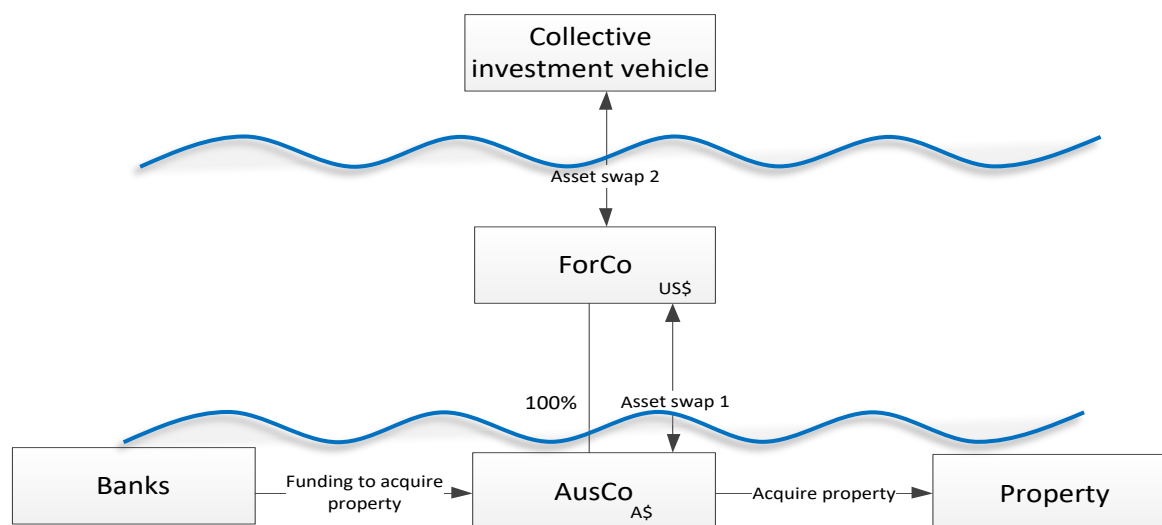 Collective
investment vehicle
Asset swap 2
ForCo
US$
100%
Asset swap 1
Banks
Funding to acquire
property
AusCo
A$
Acquire property
Property